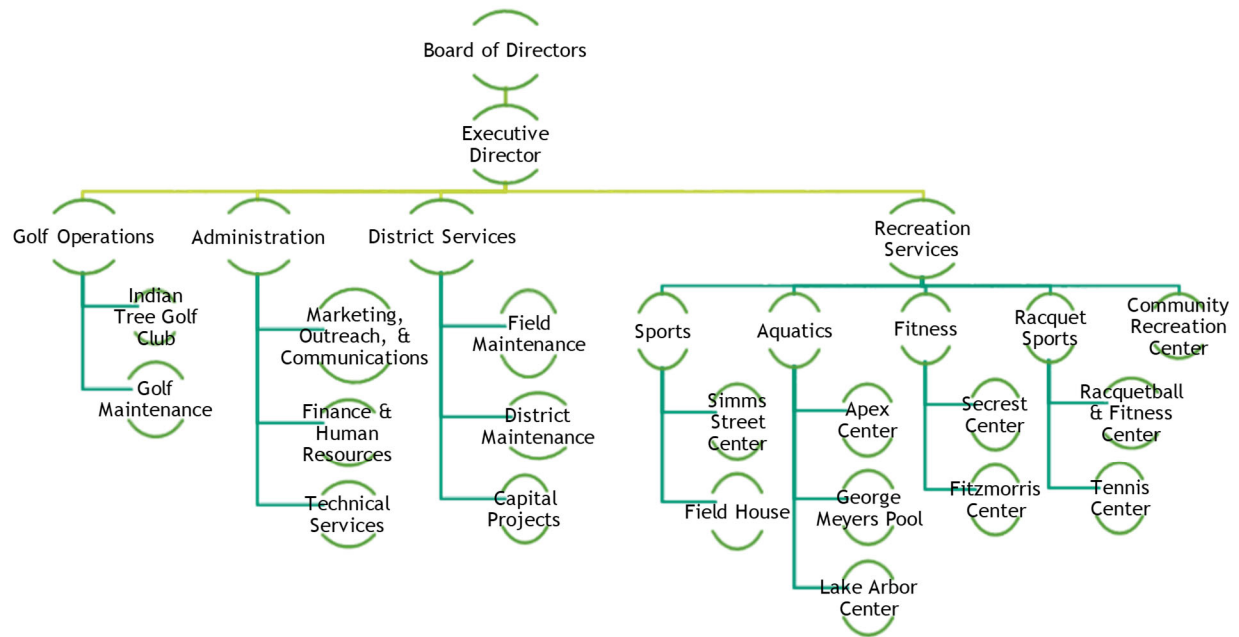 Board of Directors
Executive
Director
Golf Operations
Administration
District Services
Recreation
Services
Indian
Tree Golf
Club
Golf
Maintenance
Marketing,
Outreach, &
Communications
Finance &
Human
Resources
Technical
Services
Field
Maintenance
District
Maintenance
Capital
Projects
Sports
Simms
Street
Center
Field House
Aquatics
Apex
Center
George
Meyers Pool
Lake Arbor
Center
Fitness
Secrest
Center
Fitzmorris
Center
Racquet
Sports
Racquetball
& Fitness
Center
Tennis
Center
Community
Recreation
Center